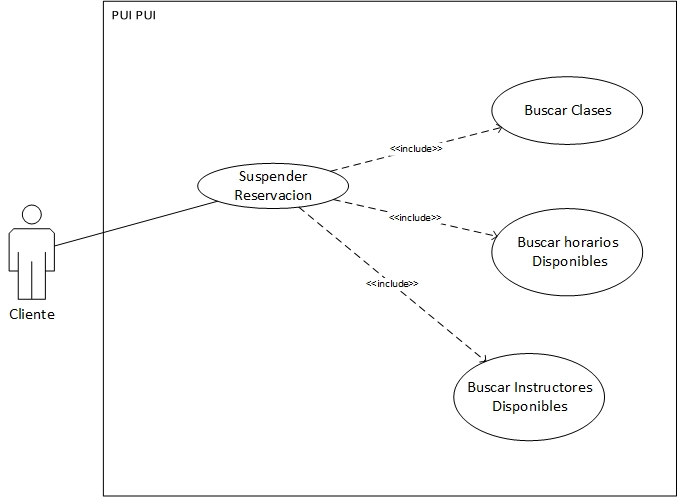 PUI PUI
Buscar Clases
<<include>>
Suspender
Reservacion
<<include>>
Buscar horarios
Disponibles
<<include>>
Cliente
Buscar Instructores
Disponibles